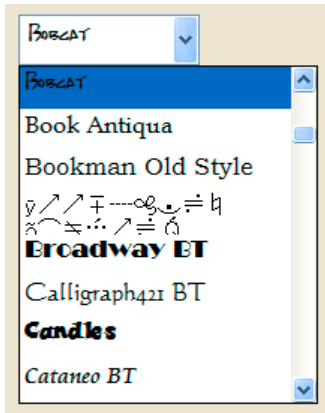 Bobcat
Bobcat
Book Antiqua
Bookman Old Style
Broadway BT
Calligraph421 BT
Candles
Cataneo BT